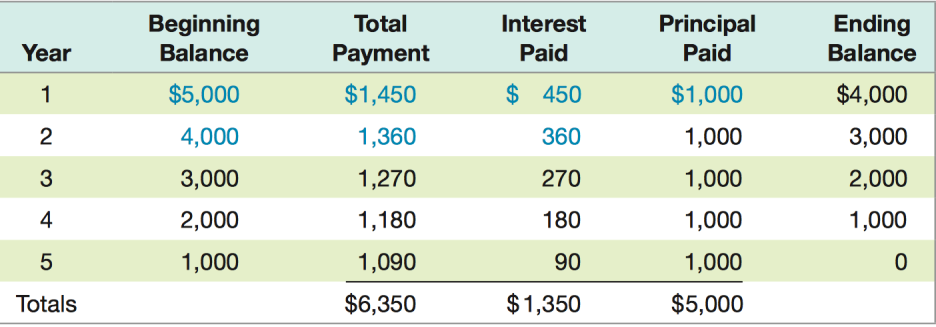 Beginning Total Interest Principal Ending
Year Balance Payment Paid Paid Balance
1 $5,000 $1,450 $ 450 $1,000 $4,000
2 4,000 1,360 360 1,000 3,000
3 3,000 1,270 270 1,000 2,000
4 2,000 1,180 180 1,000 1,000
5 1,000 1,090 90 1,000 0
Totals $6,350 $1,350 $5,000